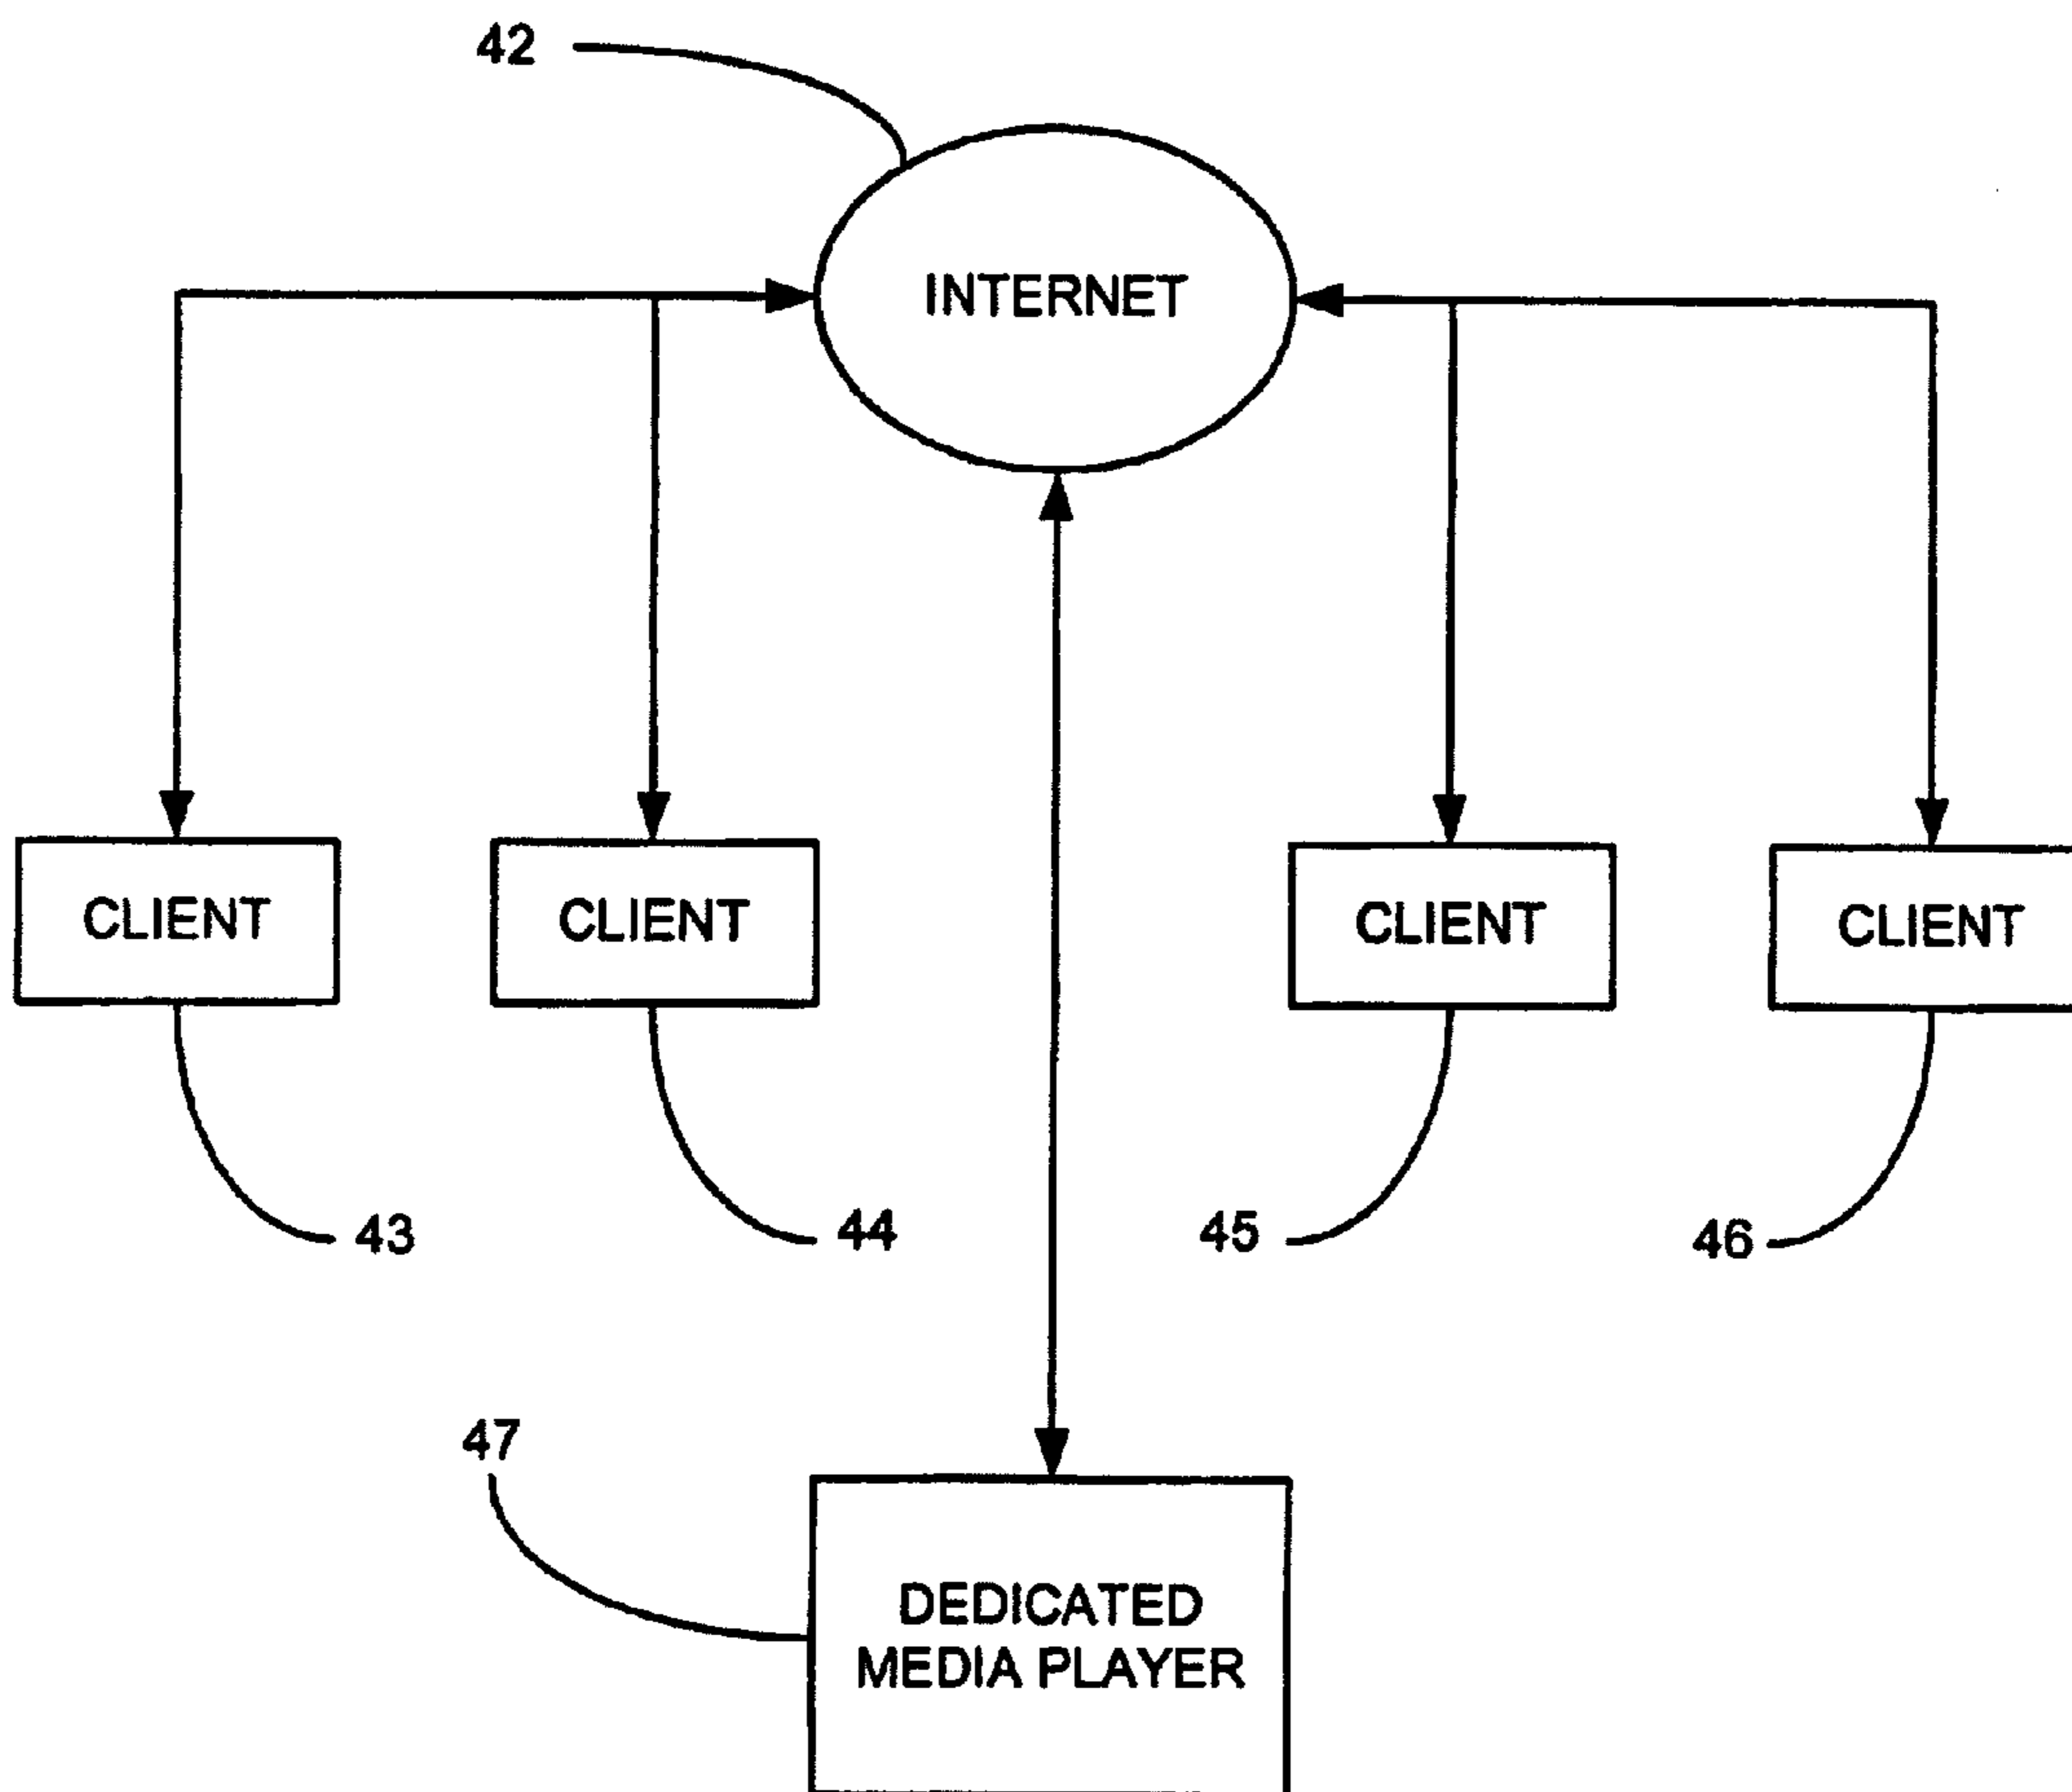 42
INTERNET
CLIENT
CLIENT
CLIENT
CLIENT
43
44
45
46
47
DEDICATED
MEDIA PLAYER